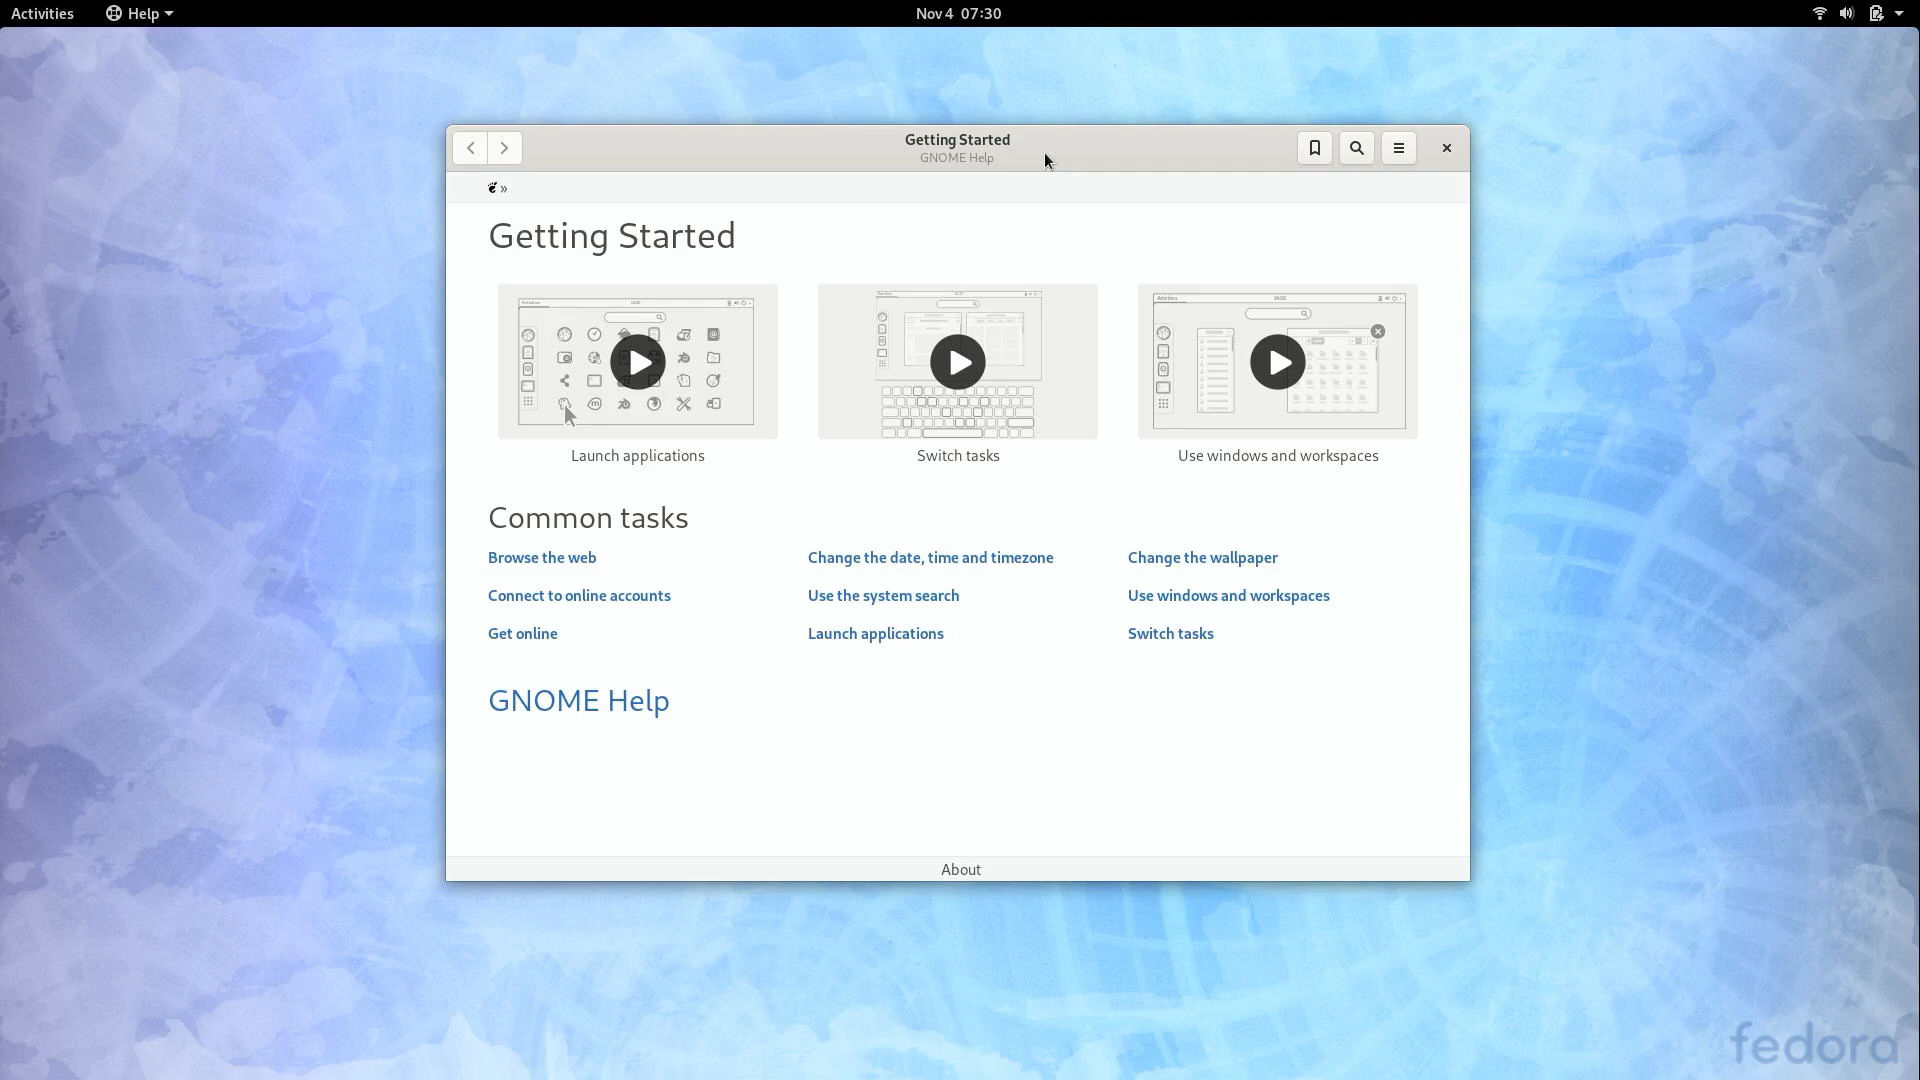 Activities Help Nov 4 07:30
Getting Started
GNOME Help
»
Getting Started
Launch applications Switch tasks Use windows and workspaces
Common tasks
Browse the web Change the date, time and timezone Change the wallpaper
Connect to online accounts Use the system search Use windows and workspaces
Get online Launch applications Switch tasks
GNOME Help
About
fedora